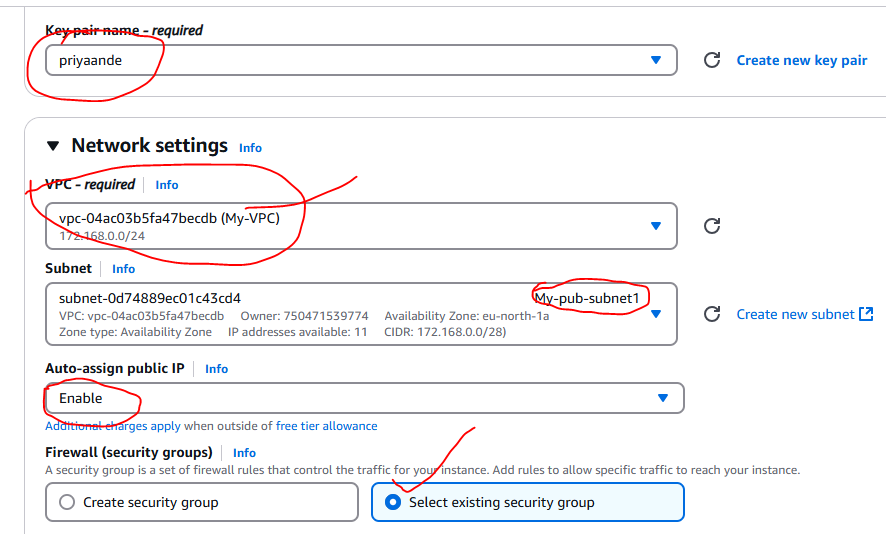 Key pair name - required
priyaande
Create new key pair
Network settings Info
VPC - required Info
vpc-04ac03b5fa47becdb (My-VPC)
172.168.0.0/24
Subnet Info
subnet-0d74889ec01c43cd4 My-pub-subnet1
VPC: vpc-04ac03b5fa47becdb Owner: 750471539774 Availability Zone: eu-north-1a
Zone type: Availability Zone IP addresses available: 11 CIDR: 172.168.0.0/28)
Create new subnet
Auto-assign public IP Info
Enable
Additional charges apply when outside of free tier allowance
Firewall (security groups) Info
A security group is a set of firewall rules that control the traffic for your instance. Add rules to allow specific traffic to reach your instance.
Create security group
Select existing security group